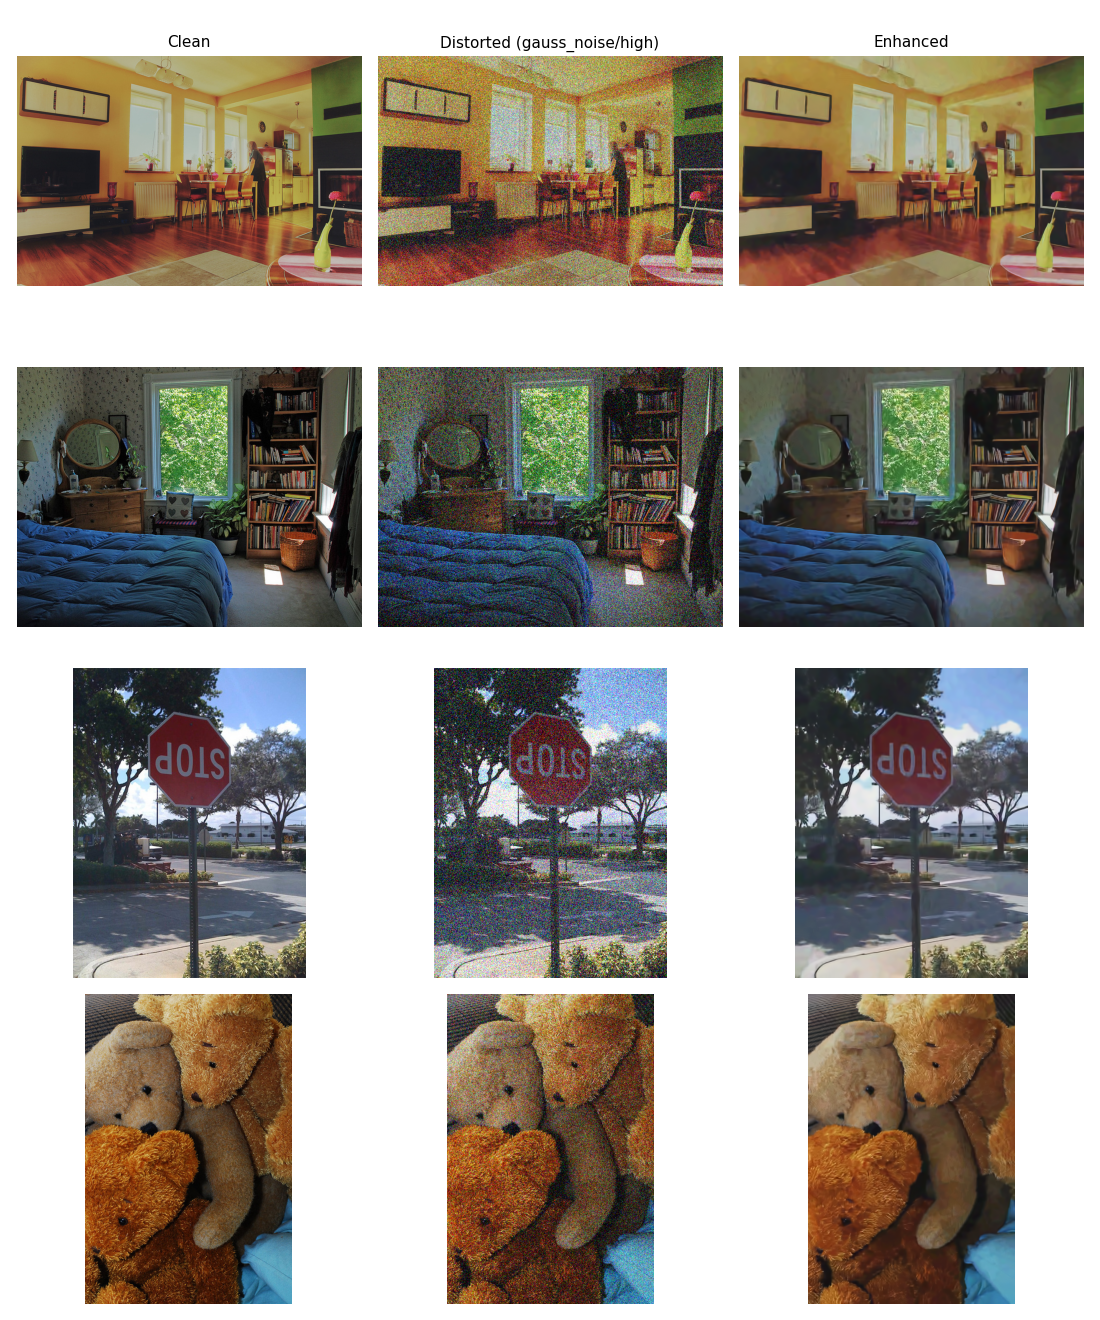 Clean
Distorted (gauss_noise/high)
Enhanced
STOP
STOP
STOP